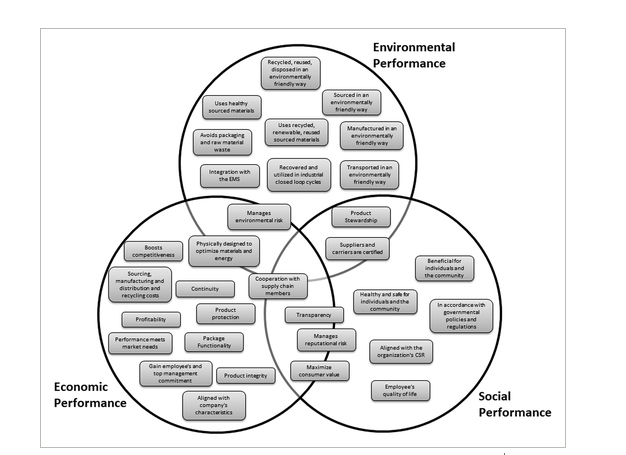 Environmental
Performance
Recycled, reused,
disposed in an
environmentally
friendly way
Sourced in an
environmentally
friendly way
Uses healthy
sourced materials
Uses recycled,
renewable, reused
sourced materials
Manufactured in an
environmentally
friendly way
Avoids packaging
and raw material
waste
Integration with
the EMS
Recovered and
utilized in industrial
closed loop cycles
Transported in an
environmentally
friendly way
Manages
environmental risk
Product
Stewardship
Physically designed to
optimize materials and
energy
Suppliers and
carriers are certified
Boosts
competitiveness
Beneficial for
individuals and
the community
Sourcing,
manufacturing and
distribution and
recycling costs
Continuity
Cooperation with
supply chain
members
Healthy and safe for
individuals and the
community
In accordance with
governmental
policies and
regulations
Profitability
Product
protection
Transparency
Performance meets
market needs
Package
Functionality
Manages
reputational risk
Aligned with the
organization's CSR
Gain employee's and
top management
commitment
Product integrity
Maximize
consumer value
Employee's
quality of life
Aligned with
company's
characteristics
Economic
Performance
Social
Performance